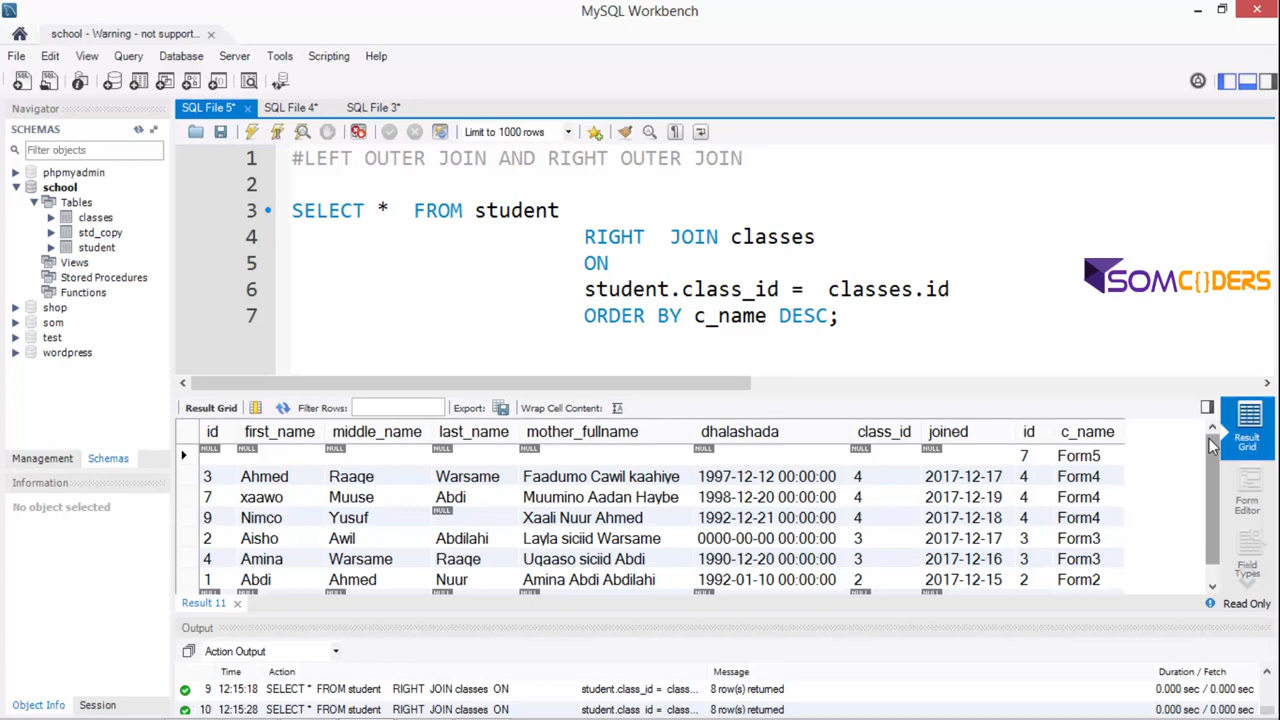 MySQL Workbench
school - Warning - not support...
File Edit View Query Database Server Tools Scripting Help
Navigator
SCHEMAS
Filter objects
phpmyadmin
school
Tables
classes
std_copy
student
Views
Stored Procedures
Functions
shop
som
test
wordpress
Management Schemas
Information
No object selected
Object Info Session
SQL File 5* SQL File 4* SQL File 3*
Limit to 1000 rows
1 #LEFT OUTER JOIN AND RIGHT OUTER JOIN
2
3 SELECT * FROM student
4 RIGHT JOIN classes
5 ON
6 student.class_id = classes.id
7 ORDER BY c_name DESC;
SOMC{}DERS
Result Grid Filter Rows: Export: Wrap Cell Content:
id first_name middle_name last_name mother_fullname dhalashada class_id joined id c_name
NULL NULL NULL NULL NULL NULL NULL NULL 7 Form5
3 Ahmed Raage Warsame Faadumo Cawil kaahiye 1997-12-12 00:00:00 4 2017-12-17 4 Form4
7 xaawo Muuse Abdi Muumino Aadan Haybe 1998-12-20 00:00:00 4 2017-12-19 4 Form4
9 Nimco Yusuf NULL Xaali Nuur Ahmed 1992-12-21 00:00:00 4 2017-12-18 4 Form4
2 Aisho Awil Abdilahi Layla siciid Warsame 0000-00-00 00:00:00 3 2017-12-17 3 Form3
4 Amina Warsame Raage Ugaaso siciid Abdi 1990-12-20 00:00:00 3 2017-12-16 3 Form3
1 Abdi Ahmed Nuur Amina Abdi Abdilahi 1992-01-10 00:00:00 2 2017-12-15 2 Form2
NULL NULL NULL NULL NULL NULL NULL NULL
Result Grid
Form Editor
Field Types
Result 11
Read Only
Output
Action Output
Time Action Message Duration / Fetch
9 12:15:18 SELECT * FROM student RIGHT JOIN classes ON student.class_id = clas... 8 row(s) returned 0.000 sec / 0.000 sec
10 12:15:28 SELECT * FROM student RIGHT JOIN classes ON student.class_id = clas... 8 row(s) returned 0.000 sec / 0.000 sec